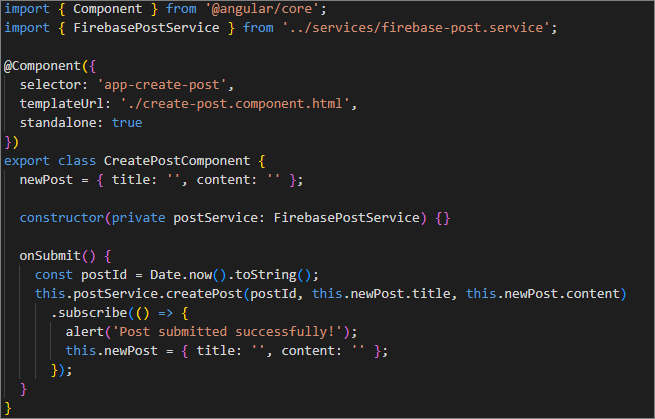 import { Component } from '@angular/core';
import { FirebasePostService } from '../services/firebase-post.service';

@Component({
  selector: 'app-create-post',
  templateUrl: './create-post.component.html',
  standalone: true
})
export class CreatePostComponent {
  newPost = { title: '', content: '' };

  constructor(private postService: FirebasePostService) {}

  onSubmit() {
    const postId = Date.now().toString();
    this.postService.createPost(postId, this.newPost.title, this.newPost.content)
      .subscribe(() => {
        alert('Post submitted successfully!');
        this.newPost = { title: '', content: '' };
      });
  }
}